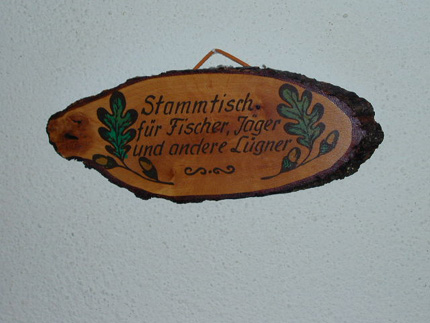 Stammtisch
für Fischer, Jäger
und andere Lügner